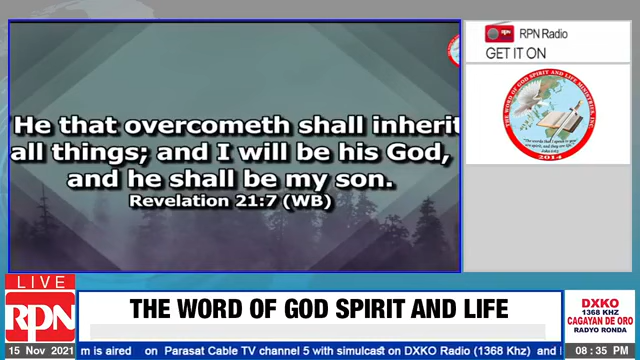 RPN Radio
GET IT ON
THE WORD OF GOD SPIRIT AND LIFE MINISTRIES, INC.
2014
"He that overcometh shall inherit
all things; and I will be his God,
and he shall be my son.
Revelation 21:7 (WB)
LIVE
RPN
15 Nov 2021
THE WORD OF GOD SPIRIT AND LIFE
DXKO
1368 KHZ
CAGAYAN DE ORO
RADYO RONDA
m is aired on Parasat Cable TV channel 5 with simulcast on DXKO Radio (1368 Khz) and
08:35 PM